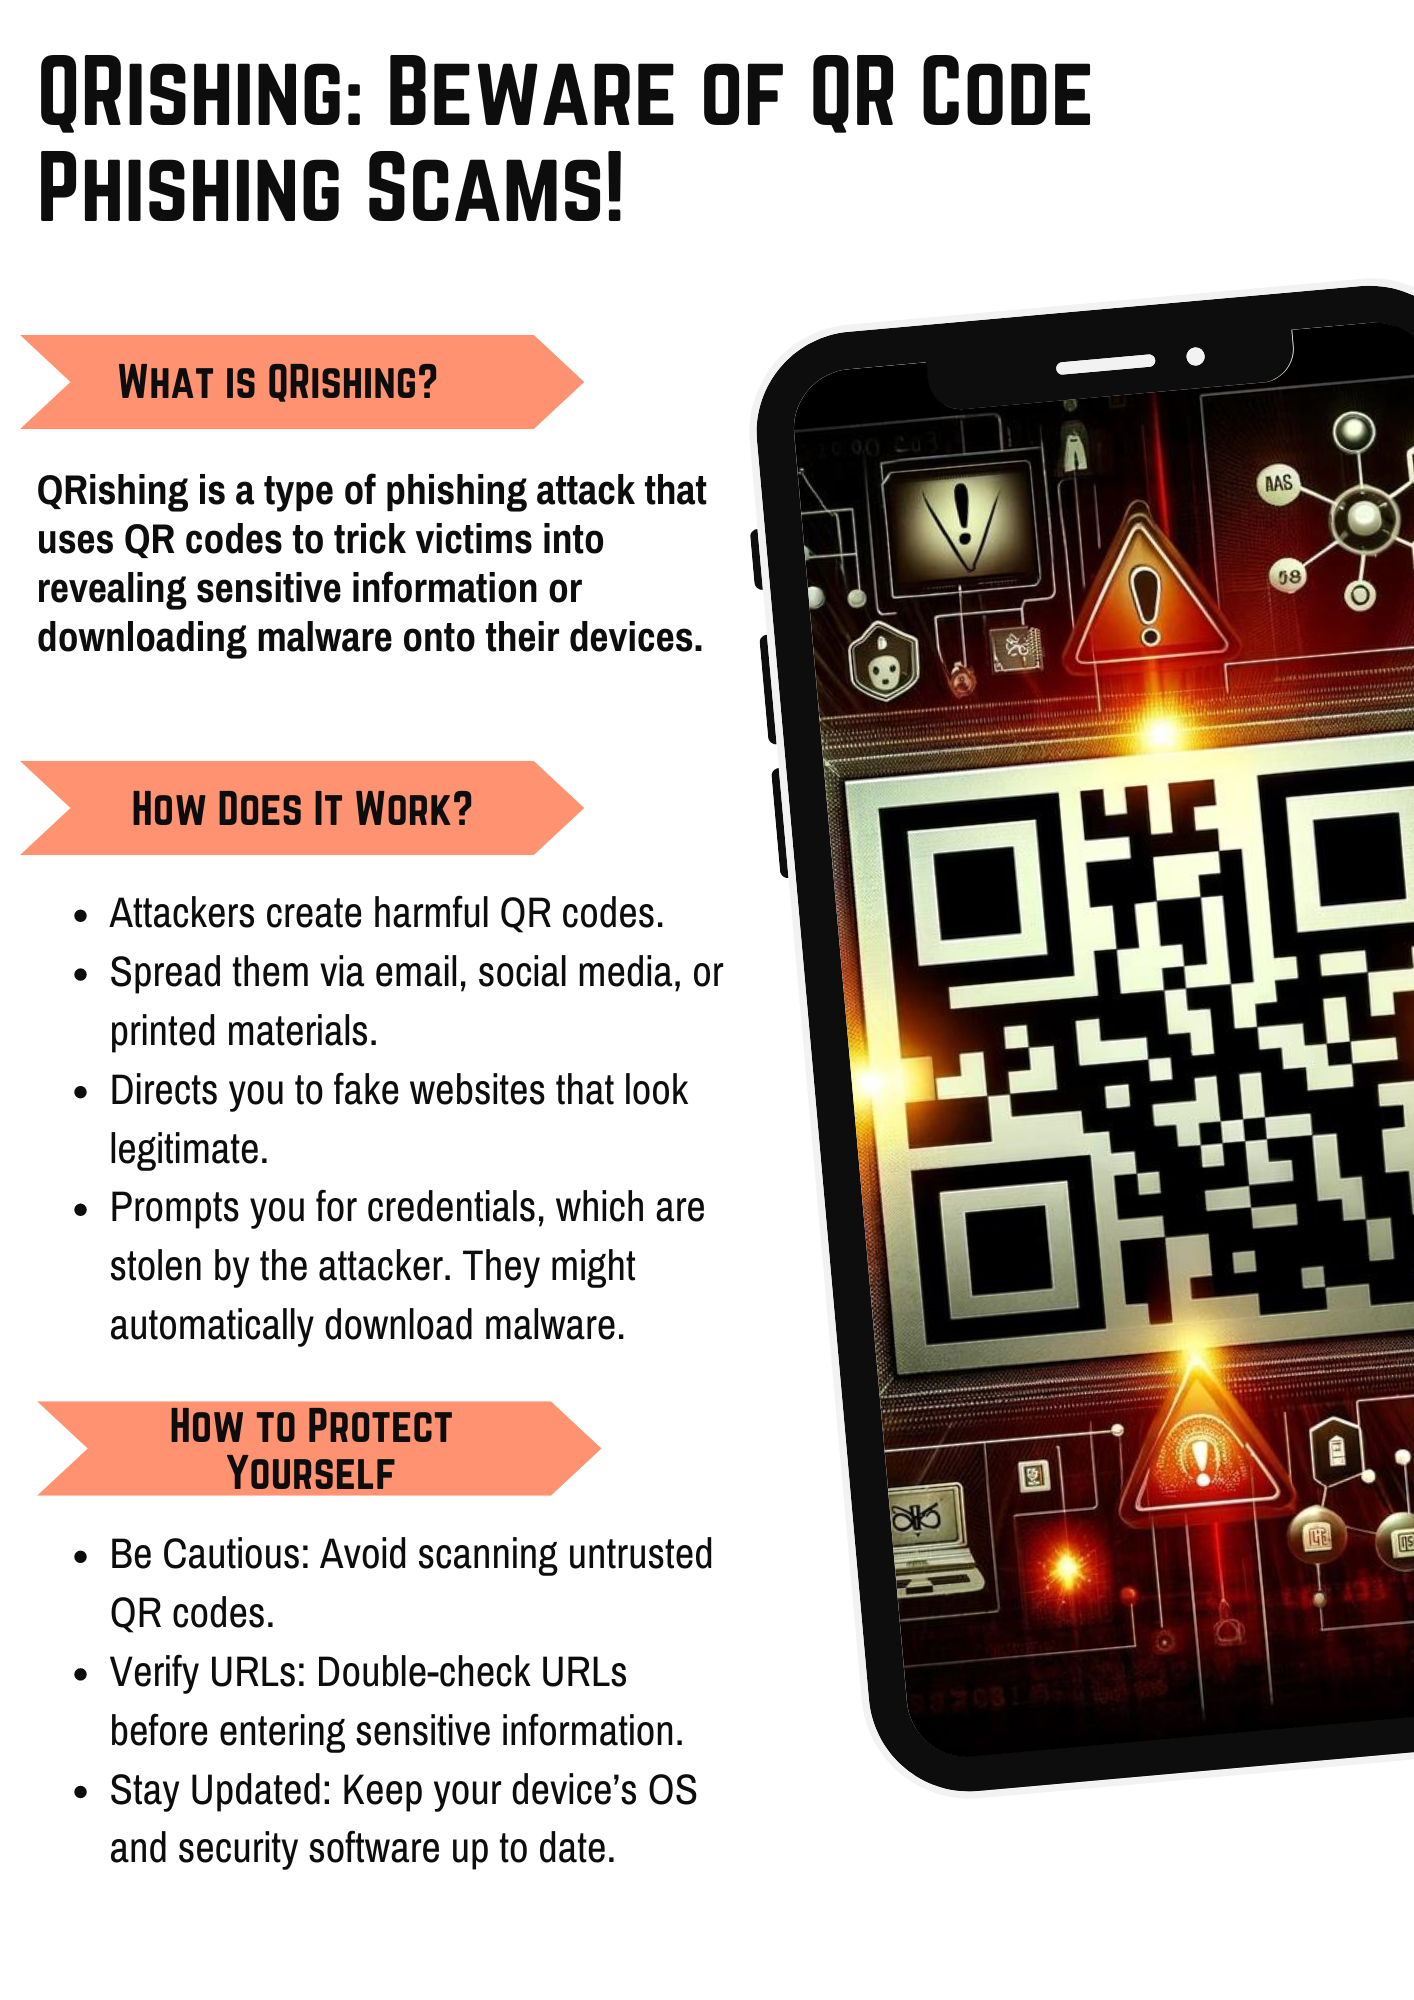 QRishing: Beware of QR Code
Phishing Scams!
What is QRishing?
QRishing is a type of phishing attack that
uses QR codes to trick victims into
revealing sensitive information or
downloading malware onto their devices.
How Does It Work?
• Attackers create harmful QR codes.
• Spread them via email, social media, or
printed materials.
• Directs you to fake websites that look
legitimate.
• Prompts you for credentials, which are
stolen by the attacker. They might
automatically download malware.
How to Protect
Yourself
• Be Cautious: Avoid scanning untrusted
QR codes.
• Verify URLs: Double-check URLs
before entering sensitive information.
• Stay Updated: Keep your device’s OS
and security software up to date.
AAS
58